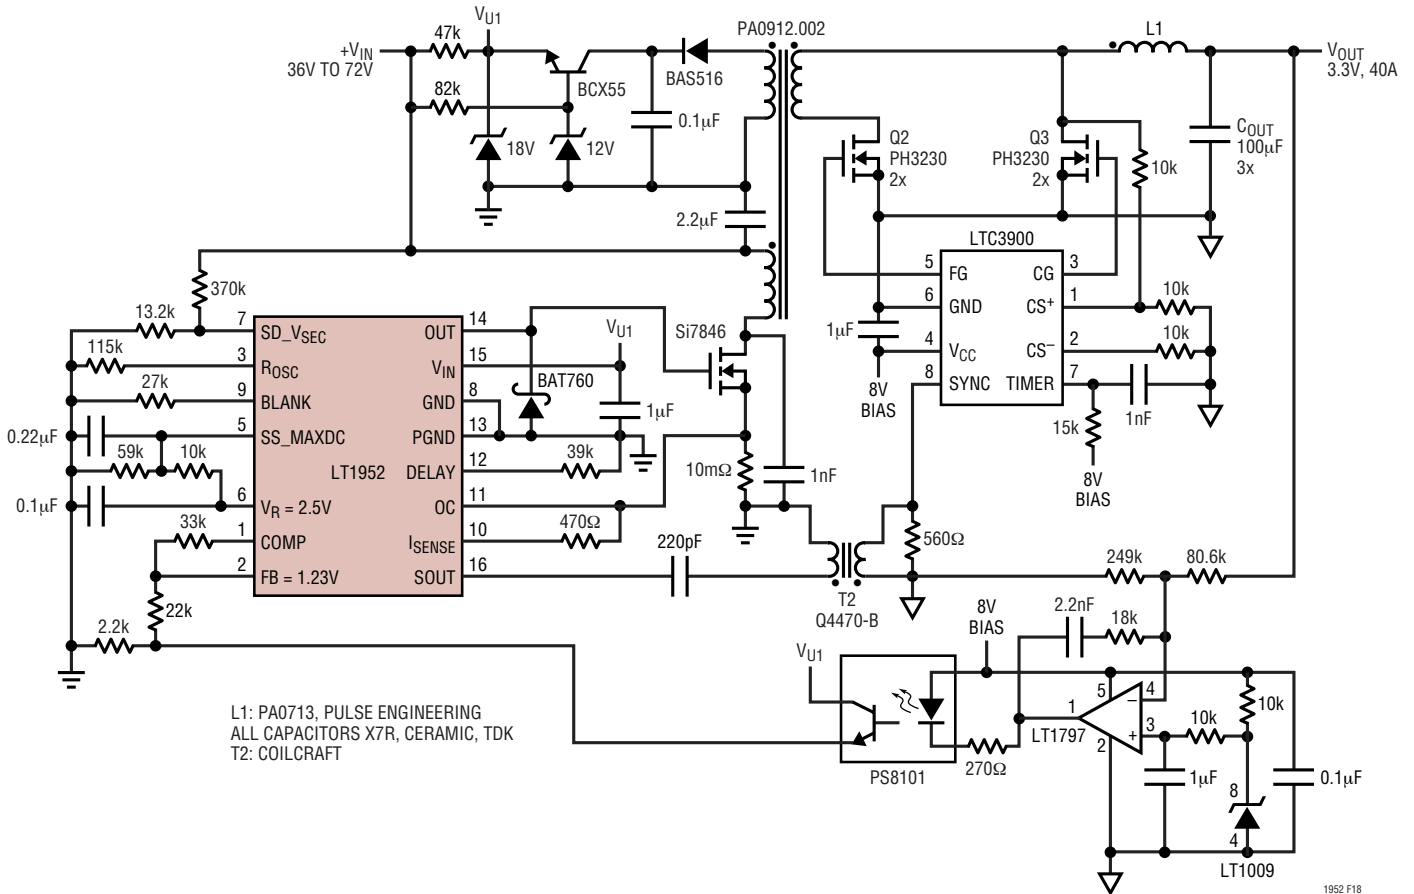 PA0912.002
L1
V_U1
47k
+V_IN
36V TO 72V
V_OUT
3.3V, 40A
BCX55
BAS516
82k
0.1µF
18V
12V
Q2
PH3230
2x
Q3
PH3230
2x
10k
C_OUT
100µF
3x
2.2µF
LTC3900
5 FG
CG 3
6 GND
CS+ 1
10k
1µF
4 V_CC
CS– 2
10k
8 SYNC
TIMER 7
8V
BIAS
1nF
15k
8V
BIAS
370k
13.2k
7 SD_V_SEC
OUT 14
Si7846
V_U1
115k
3 R_OSC
V_IN 15
27k
9 BLANK
GND 8
BAT760
1µF
0.22µF
5 SS_MAXDC
PGND 13
59k
10k
LT1952
DELAY 12
39k
10mΩ
1nF
0.1µF
6 V_R = 2.5V
OC 11
33k
1 COMP
I_SENSE 10
470Ω
2 FB = 1.23V
SOUT 16
220pF
560Ω
249k
80.6k
22k
T2
Q4470-B
2.2nF
18k
8V
BIAS
2.2k
V_U1
5
4
1
–
LT1797
3
+
2
10k
10k
270Ω
PS8101
1µF
8
4
LT1009
0.1µF
L1: PA0713, PULSE ENGINEERING
ALL CAPACITORS X7R, CERAMIC, TDK
T2: COILCRAFT
1952 F18